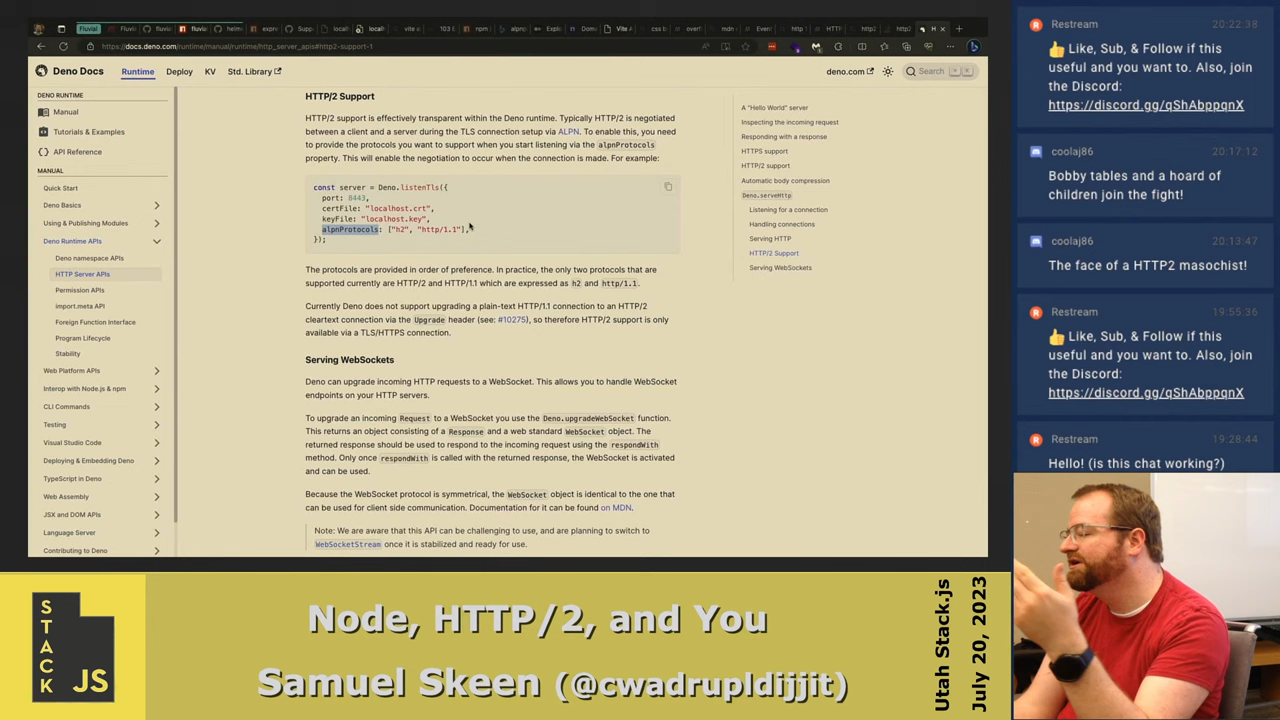 Fluvial
https://docs.deno.com/runtime/manual/runtime/http_server_apis#http2-support-1
Deno Docs
Runtime
Deploy
KV
Std. Library
deno.com
Search
DENO RUNTIME
Manual
Tutorials & Examples
API Reference
MANUAL
Quick Start
Deno Basics
Using & Publishing Modules
Deno Runtime APIs
Deno namespace APIs
HTTP Server APIs
Permission APIs
import.meta API
Foreign Function Interface
Program Lifecycle
Stability
Web Platform APIs
Interop with Node.js & npm
CLI Commands
Testing
Visual Studio Code
Deploying & Embedding Deno
TypeScript in Deno
Web Assembly
JSX and DOM APIs
Language Server
Contributing to Deno
HTTP/2 Support
HTTP/2 support is effectively transparent within the Deno runtime. Typically HTTP/2 is negotiated
between a client and a server during the TLS connection setup via ALPN. To enable this, you need
to provide the protocols you want to support when you start listening via the alpnProtocols
property. This will enable the negotiation to occur when the connection is made. For example:
const server = Deno.listenTls({
port: 8443,
certFile: "localhost.crt",
keyFile: "localhost.key",
alpnProtocols: ["h2", "http/1.1"],
});
The protocols are provided in order of preference. In practice, the only two protocols that are
supported currently are HTTP/2 and HTTP/1.1 which are expressed as h2 and http/1.1.
Currently Deno does not support upgrading a plain-text HTTP/1.1 connection to an HTTP/2
cleartext connection via the Upgrade header (see: #10275), so therefore HTTP/2 support is only
available via a TLS/HTTPS connection.
Serving WebSockets
Deno can upgrade incoming HTTP requests to a WebSocket. This allows you to handle WebSocket
endpoints on your HTTP servers.
To upgrade an incoming Request to a WebSocket you use the Deno.upgradeWebSocket function.
This returns an object consisting of a Response and a web standard WebSocket object. The
returned response should be used to respond to the incoming request using the respondWith
method. Only once respondWith is called with the returned response, the WebSocket is activated
and can be used.
Because the WebSocket protocol is symmetrical, the WebSocket object is identical to the one that
can be used for client side communication. Documentation for it can be found on MDN.
Note: We are aware that this API can be challenging to use, and are planning to switch to
WebSocketStream once it is stabilized and ready for use.
A "Hello World" server
Inspecting the incoming request
Responding with a response
HTTPS support
HTTP/2 support
Automatic body compression
Deno.serveHttp
Listening for a connection
Handling connections
Serving HTTP
HTTP/2 Support
Serving WebSockets
Restream 20:22:38
👍 Like, Sub, & Follow if this
useful and you want to. Also, join
the Discord:
https://discord.gg/qShAbppqnX
coolaj86 20:17:12
Bobby tables and a hoard of
children join the fight!
coolaj86 20:13:47
The face of a HTTP2 masochist!
Restream 19:55:36
👍 Like, Sub, & Follow if this
useful and you want to. Also, join
the Discord:
https://discord.gg/qShAbppqnX
Restream 19:28:44
Hello! (is this chat working?)
STACK
JS
Node, HTTP/2, and You
Samuel Skeen (@cwadrupldijjit)
Utah Stack.js
July 20, 2023